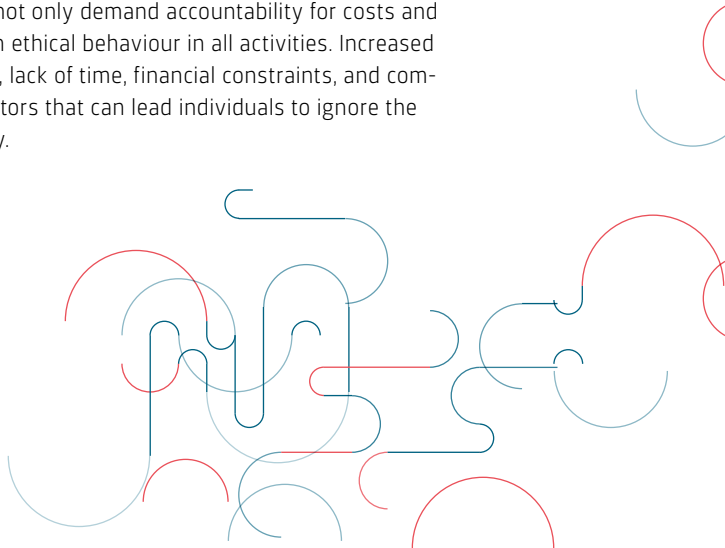 not only demand accountability for costs and
ethical behaviour in all activities. Increased
, lack of time, financial constraints, and com-
tors that can lead individuals to ignore the
y.